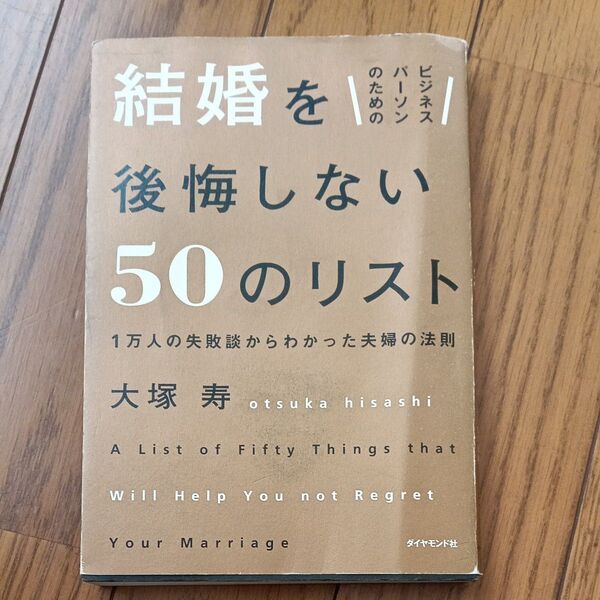 ビジネス
パーソン
のための
結婚を
後悔しない
50のリスト
1万人の失敗談からわかった夫婦の法則
大塚 寿 otsuka hisashi
A List of Fifty Things that
Will Help You not Regret
Your Marriage
ダイヤモンド社